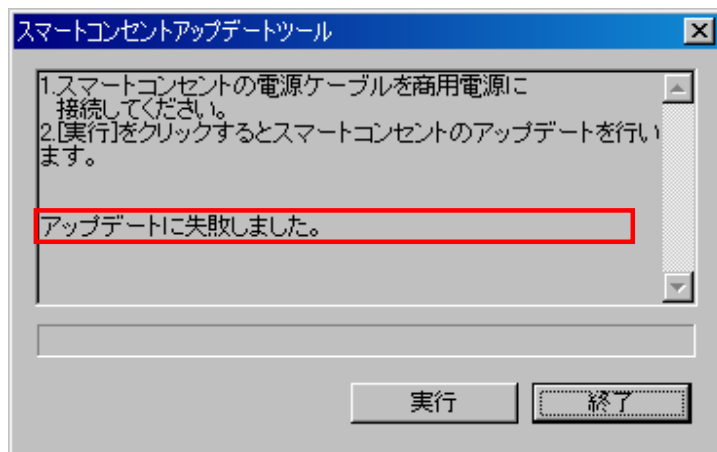 スマートコンセントアップデートツール
1.スマートコンセントの電源ケーブルを商用電源に
接続してください。
2.[実行]をクリックするとスマートコンセントのアップデートを行い
ます。
アップデートに失敗しました。
実行
終了